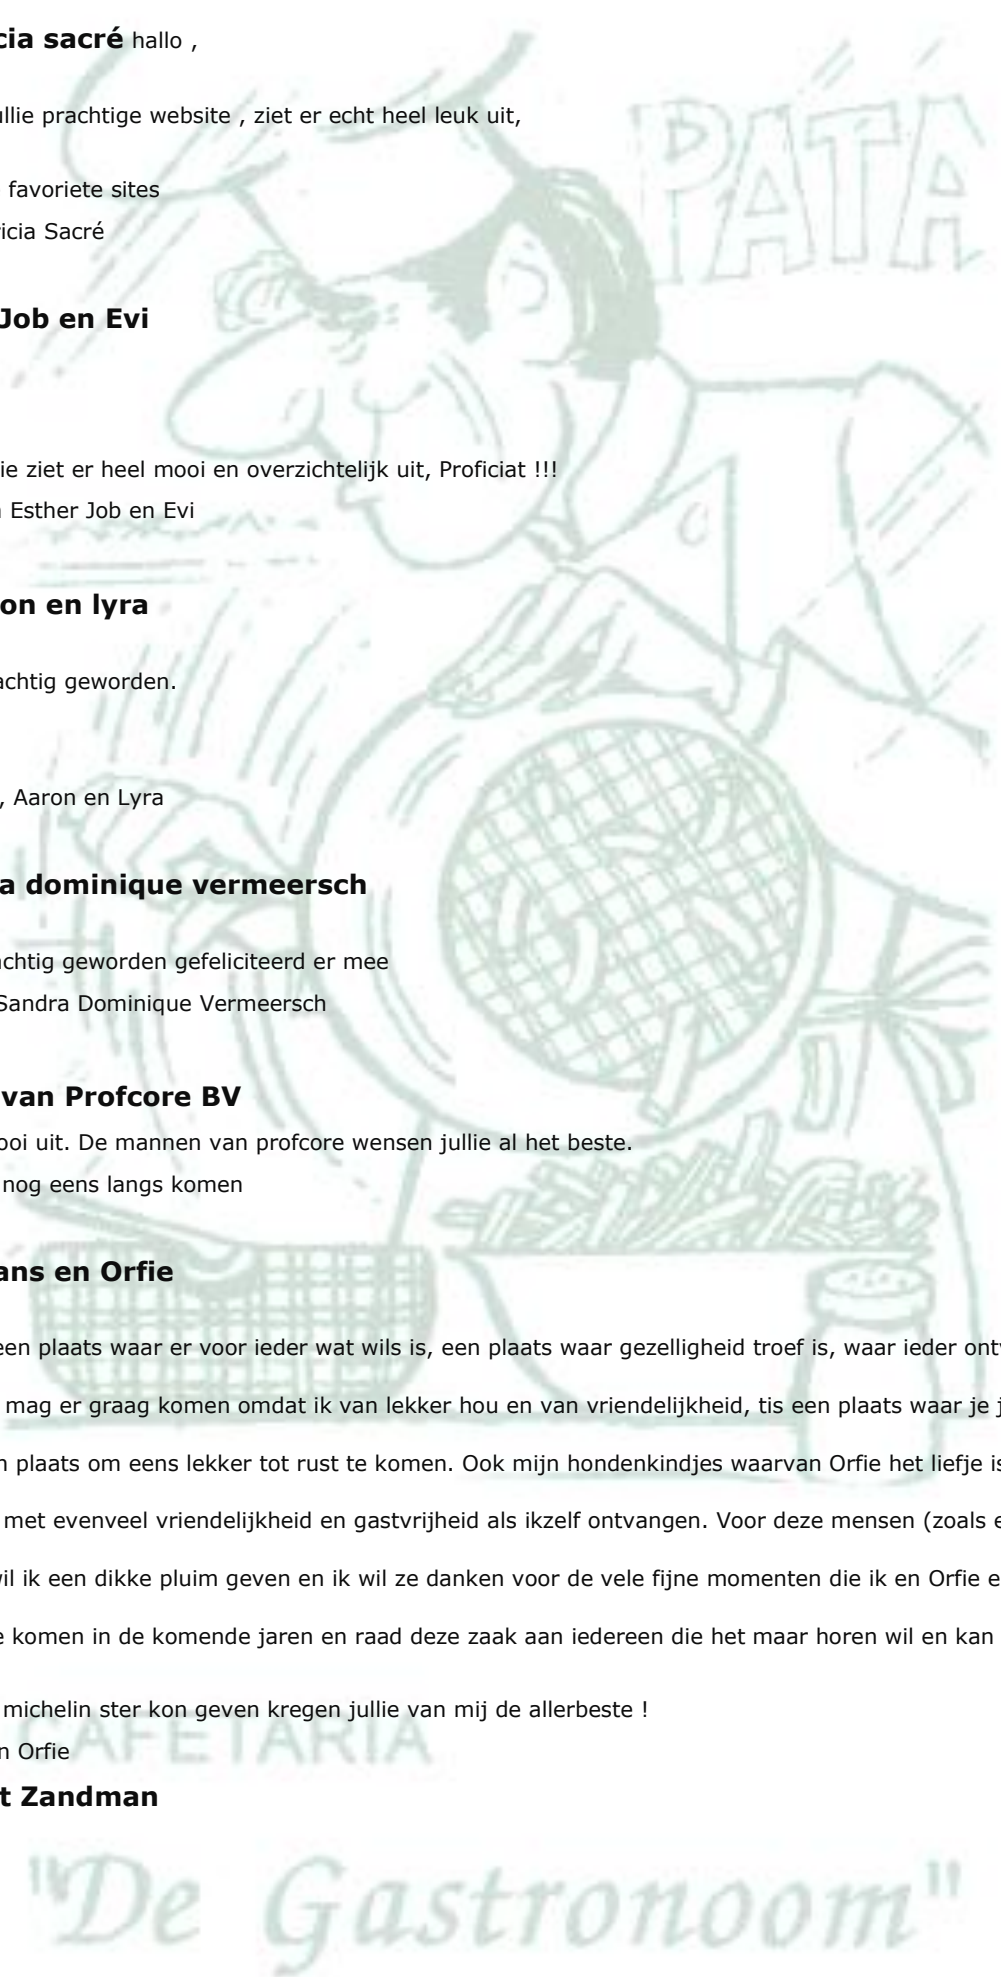 cia sacré hallo ,
llie prachtige website , ziet er echt heel leuk uit,
PATA
favoriete sites
icia Sacré
Job en Evi
ie ziet er heel mooi en overzichtelijk uit, Proficiat !!!
Esther Job en Evi
C
on en lyra
achtig geworden.
, Aaron en Lyra
a dominique vermeersch
achtig geworden gefeliciteerd er mee
Sandra Dominique Vermeersch
van Profcore BV
ooi uit. De mannen van profcore wensen jullie al het beste.
nog eens langs komen
ans en Orfie
een plaats waar er voor ieder wat wils is, een plaats waar gezelligheid troef is, waar ieder ont
mag er graag komen omdat ik van lekker hou en van vriendelijkheid, tis een plaats waar je j
n plaats om eens lekker tot rust te komen. Ook mijn hondenkindjes waarvan Orfie het liefje is
met evenveel vriendelijkheid en gastvrijheid als ikzelf ontvangen. Voor deze mensen (zoals e
wil ik een dikke pluim geven en ik wil ze danken voor de vele fijne momenten die ik en Orfie e
e komen in de komende jaren en raad deze zaak aan iedereen die het maar horen wil en kan
michelin ster kon geven kregen jullie van mij de allerbeste !
CAFETARIA
n Orfie
t Zandman
"De Gastronoom"